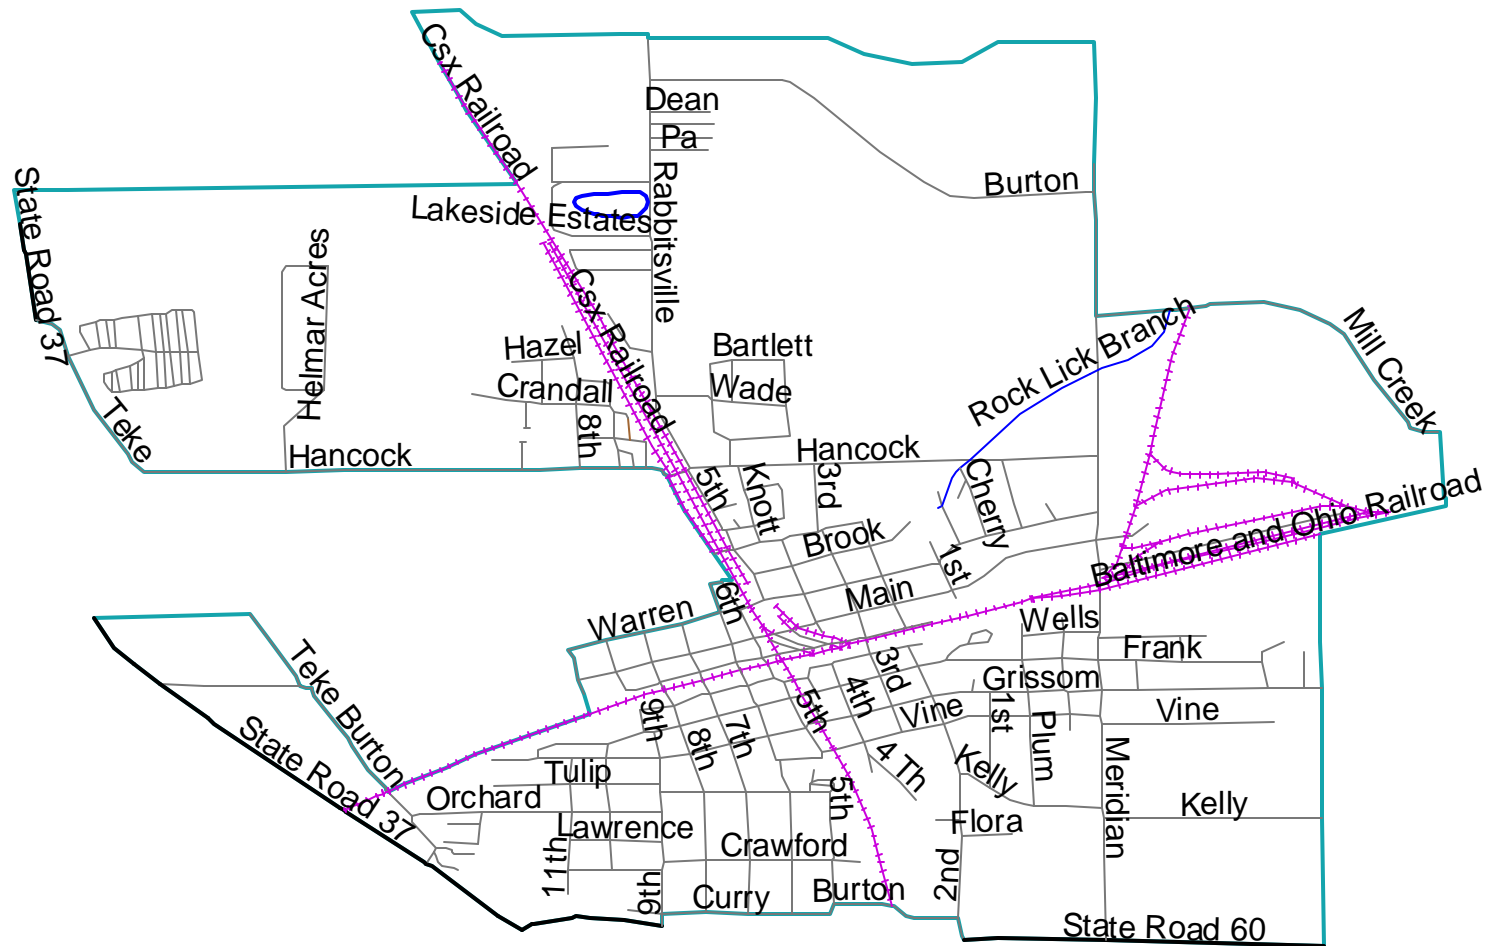 Csx Railroad
Dean
Pa
Burton
State Road 37
Lakeside Estates
Rabbitsville
Helmar Acres
Csx Railroad
Hazel
Crandall
8th
Bartlett
Wade
Rock Lick Branch
Mill Creek
Teke
Hancock
Hancock
5th
Knott
3rd
Cherry
Brook
1st
Baltimore and Ohio Railroad
Main
6th
Warren
Wells
Frank
Teke Burton
3rd
4th
Grissom
5th
Vine
1st
Plum
Vine
9th
8th
7th
State Road 37
Tulip
Orchard
4 Th
Kelly
Meridian
Kelly
5th
Lawrence
Flora
Crawford
11th
9th
2nd
Curry
Burton
State Road 60